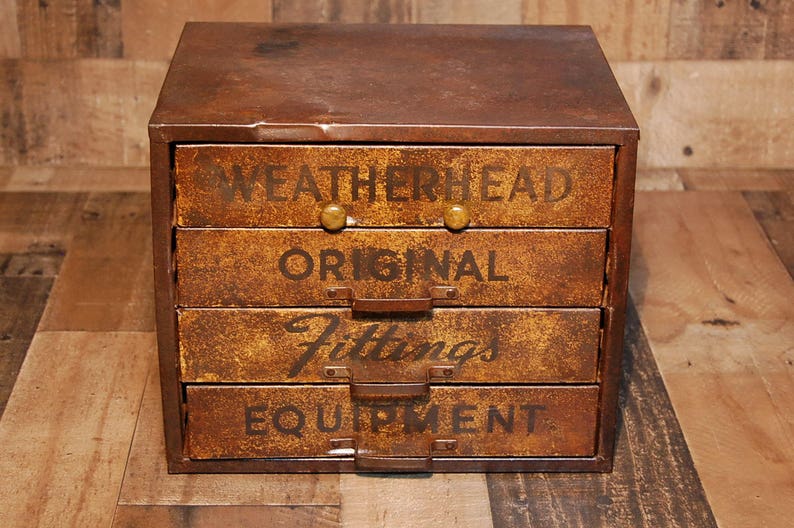 WEATHERHEAD
ORIGINAL
Fittings
EQUIPMENT